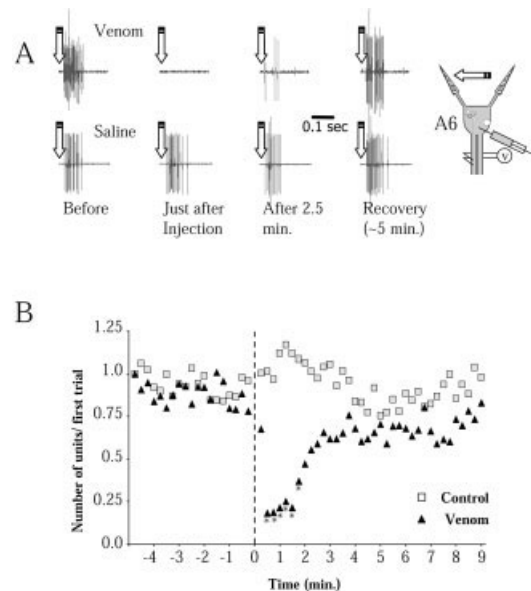 A
Venom
Saline
0.1 sec
A6
V
Before
Just after
Injection
After 2.5
min.
Recovery
(~5 min.)
B
Number of units/ first trial
1.25
1.0
0.75
0.50
0.25
0
-4 -3 -2 -1 0 1 2 3 4 5 6 7 8 9
Time (min.)
Control
Venom